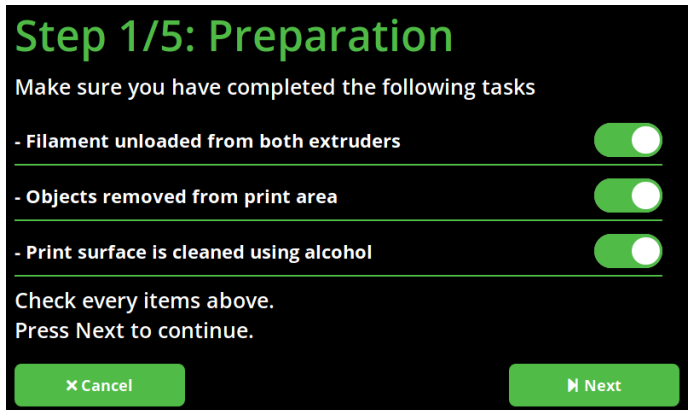 Step 1/5: Preparation
Make sure you have completed the following tasks
- Filament unloaded from both extruders
- Objects removed from print area
- Print surface is cleaned using alcohol
Check every items above.
Press Next to continue.
Cancel
Next